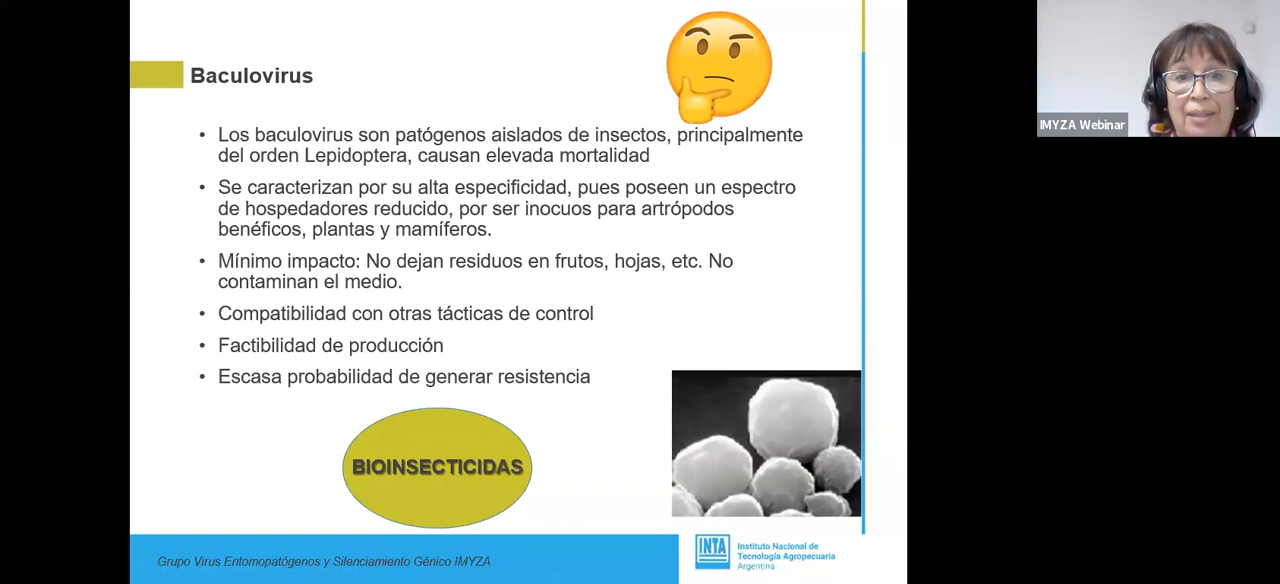 Baculovirus
• Los baculovirus son patógenos aislados de insectos, principalmente
del orden Lepidoptera, causan elevada mortalidad
• Se caracterizan por su alta especificidad, pues poseen un espectro
de hospedadores reducido, por ser inocuos para artrópodos
benéficos, plantas y mamíferos.
• Mínimo impacto: No dejan residuos en frutos, hojas, etc. No
contaminan el medio.
• Compatibilidad con otras tácticas de control
• Factibilidad de producción
• Escasa probabilidad de generar resistencia
BIOINSECTICIDAS
Grupo Virus Entomopatógenos y Silenciamiento Génico IMYZA
INTA
Instituto Nacional de
Tecnología Agropecuaria
Argentina
IMYZA Webinar